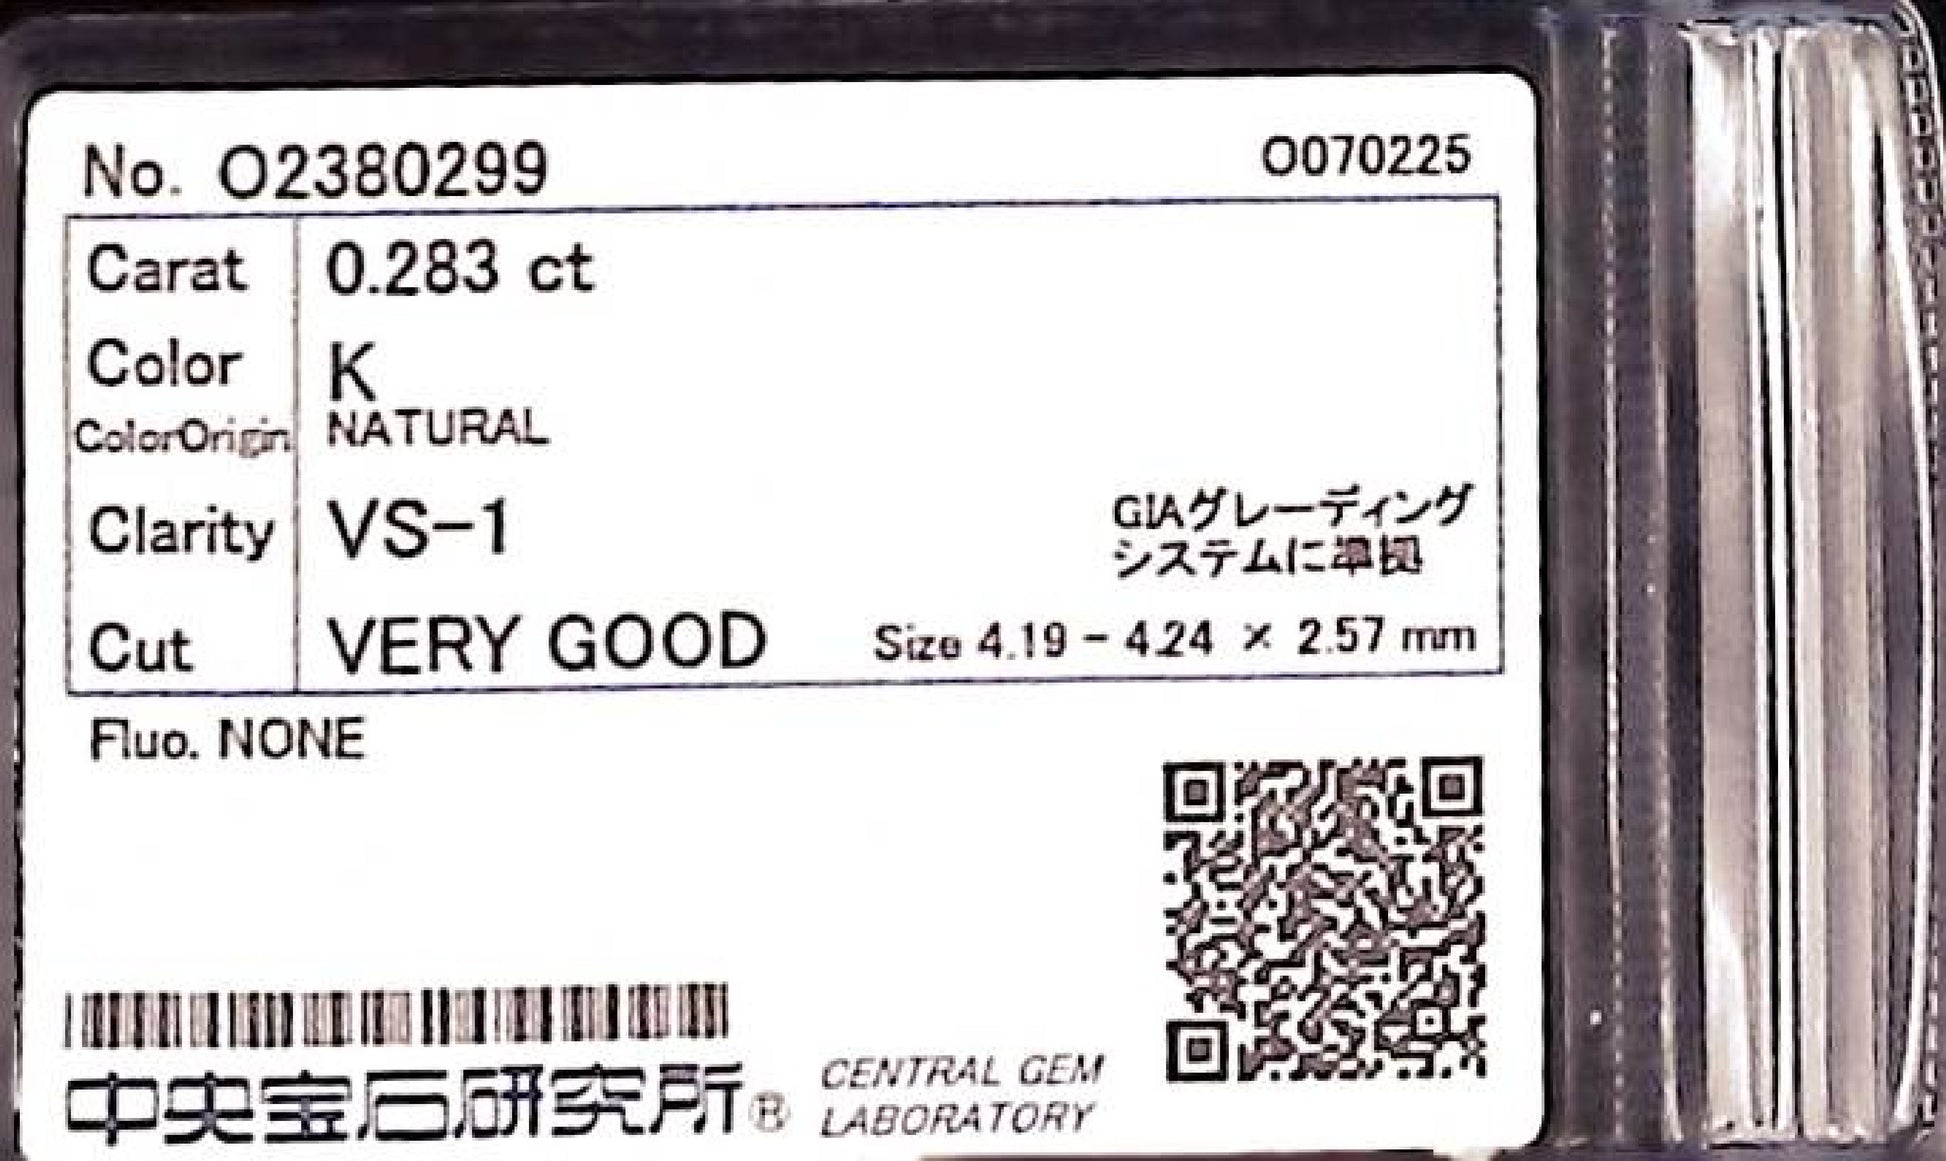 No. O2380299
O070225
Carat 0.283 ct
Color K
ColorOrigin NATURAL
Clarity VS-1
GIAグレーディング
システムに準拠
Cut VERY GOOD Size 4.19 - 4.24 × 2.57 mm
Fluo. NONE
中央宝石研究所®
CENTRAL GEM
LABORATORY